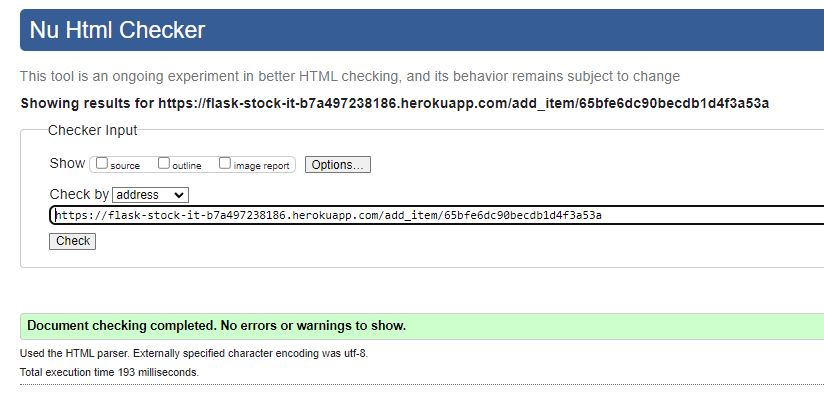 Nu Html Checker
This tool is an ongoing experiment in better HTML checking, and its behavior remains subject to change
Showing results for https://flask-stock-it-b7a497238186.herokuapp.com/add_item/65bfe6dc90becdb1d4f3a53a
Checker Input
Show source outline image report Options...
Check by address
https://flask-stock-it-b7a497238186.herokuapp.com/add_item/65bfe6dc90becdb1d4f3a53a
Check
Document checking completed. No errors or warnings to show.
Used the HTML parser. Externally specified character encoding was utf-8.
Total execution time 193 milliseconds.